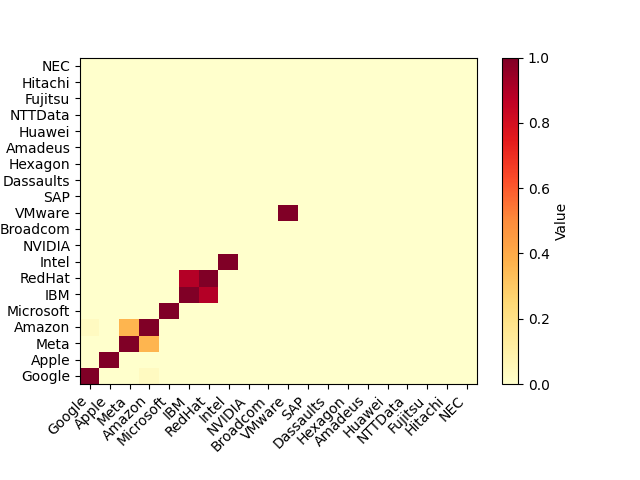 NEC
Hitachi
Fujitsu
NTTData
Huawei
Amadeus
Hexagon
Dassaults
SAP
VMware
Broadcom
NVIDIA
Intel
RedHat
IBM
Microsoft
Amazon
Meta
Apple
Google
Google
Apple
Meta
Amazon
Microsoft
IBM
RedHat
Intel
NVIDIA
Broadcom
VMware
SAP
Dassaults
Hexagon
Amadeus
Huawei
NTTData
Fujitsu
Hitachi
NEC
1.0
0.8
0.6
0.4
0.2
0.0
Value